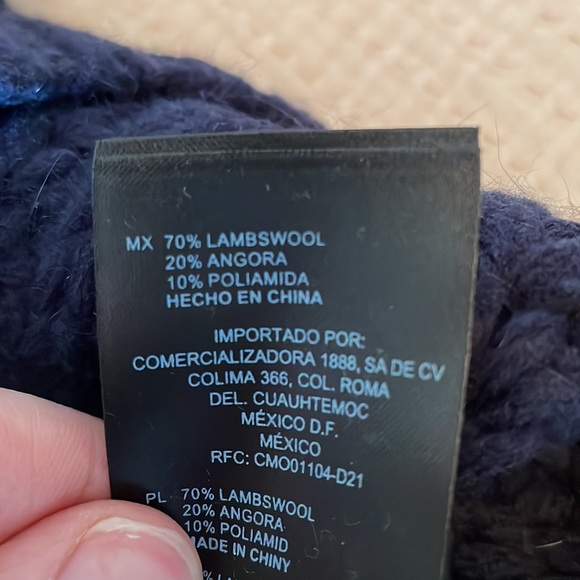 MX 70% LAMBSWOOL
20% ANGORA
10% POLIAMIDA
HECHO EN CHINA
IMPORTADO POR:
COMERCIALIZADORA 1888, SA DE CV
COLIMA 366, COL. ROMA
DEL. CUAUHTEMOC
MÉXICO D.F.
MÉXICO
RFC: CMO01104-D21
PL 70% LAMBSWOOL
20% ANGORA
10% POLIAMID
MADE IN CHINY